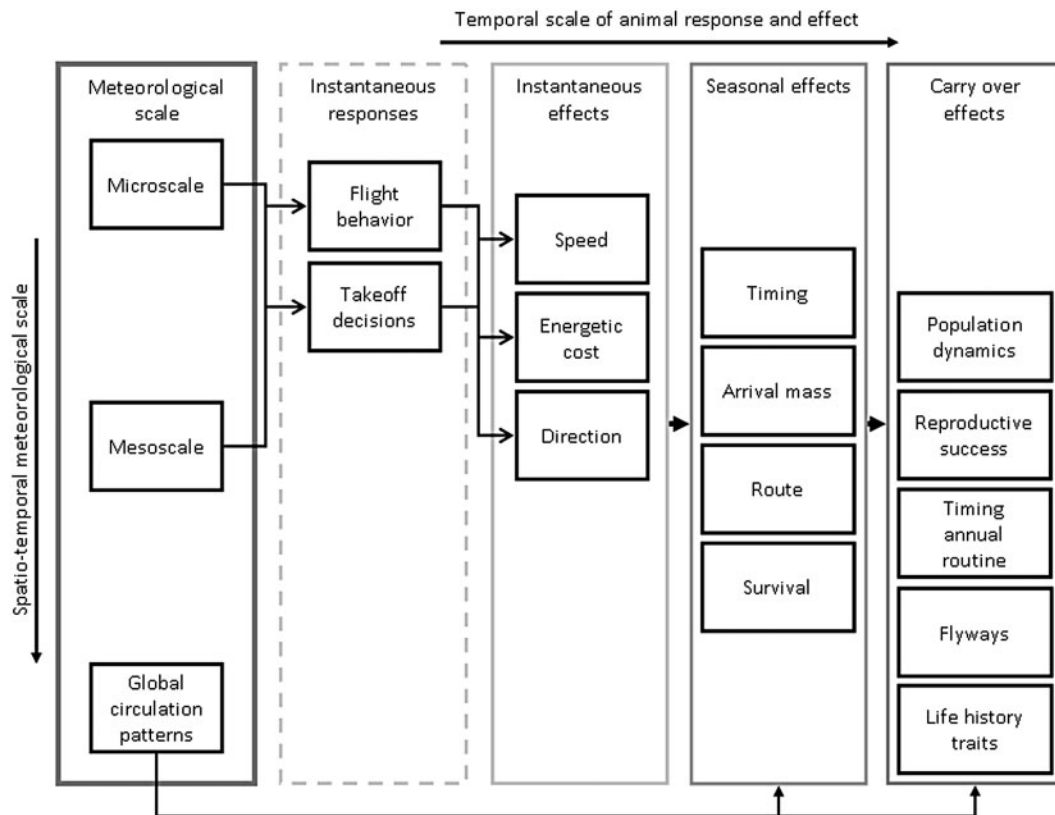 Temporal scale of animal response and effect
Spatio-temporal meteorological scale
Meteorological
scale
Microscale
Mesoscale
Global
circulation
patterns
Instantaneous
responses
Flight
behavior
Takeoff
decisions
Instantaneous
effects
Speed
Energetic
cost
Direction
Seasonal effects
Timing
Arrival mass
Route
Survival
Carry over
effects
Population
dynamics
Reproductive
success
Timing
annual
routine
Flyways
Life history
traits